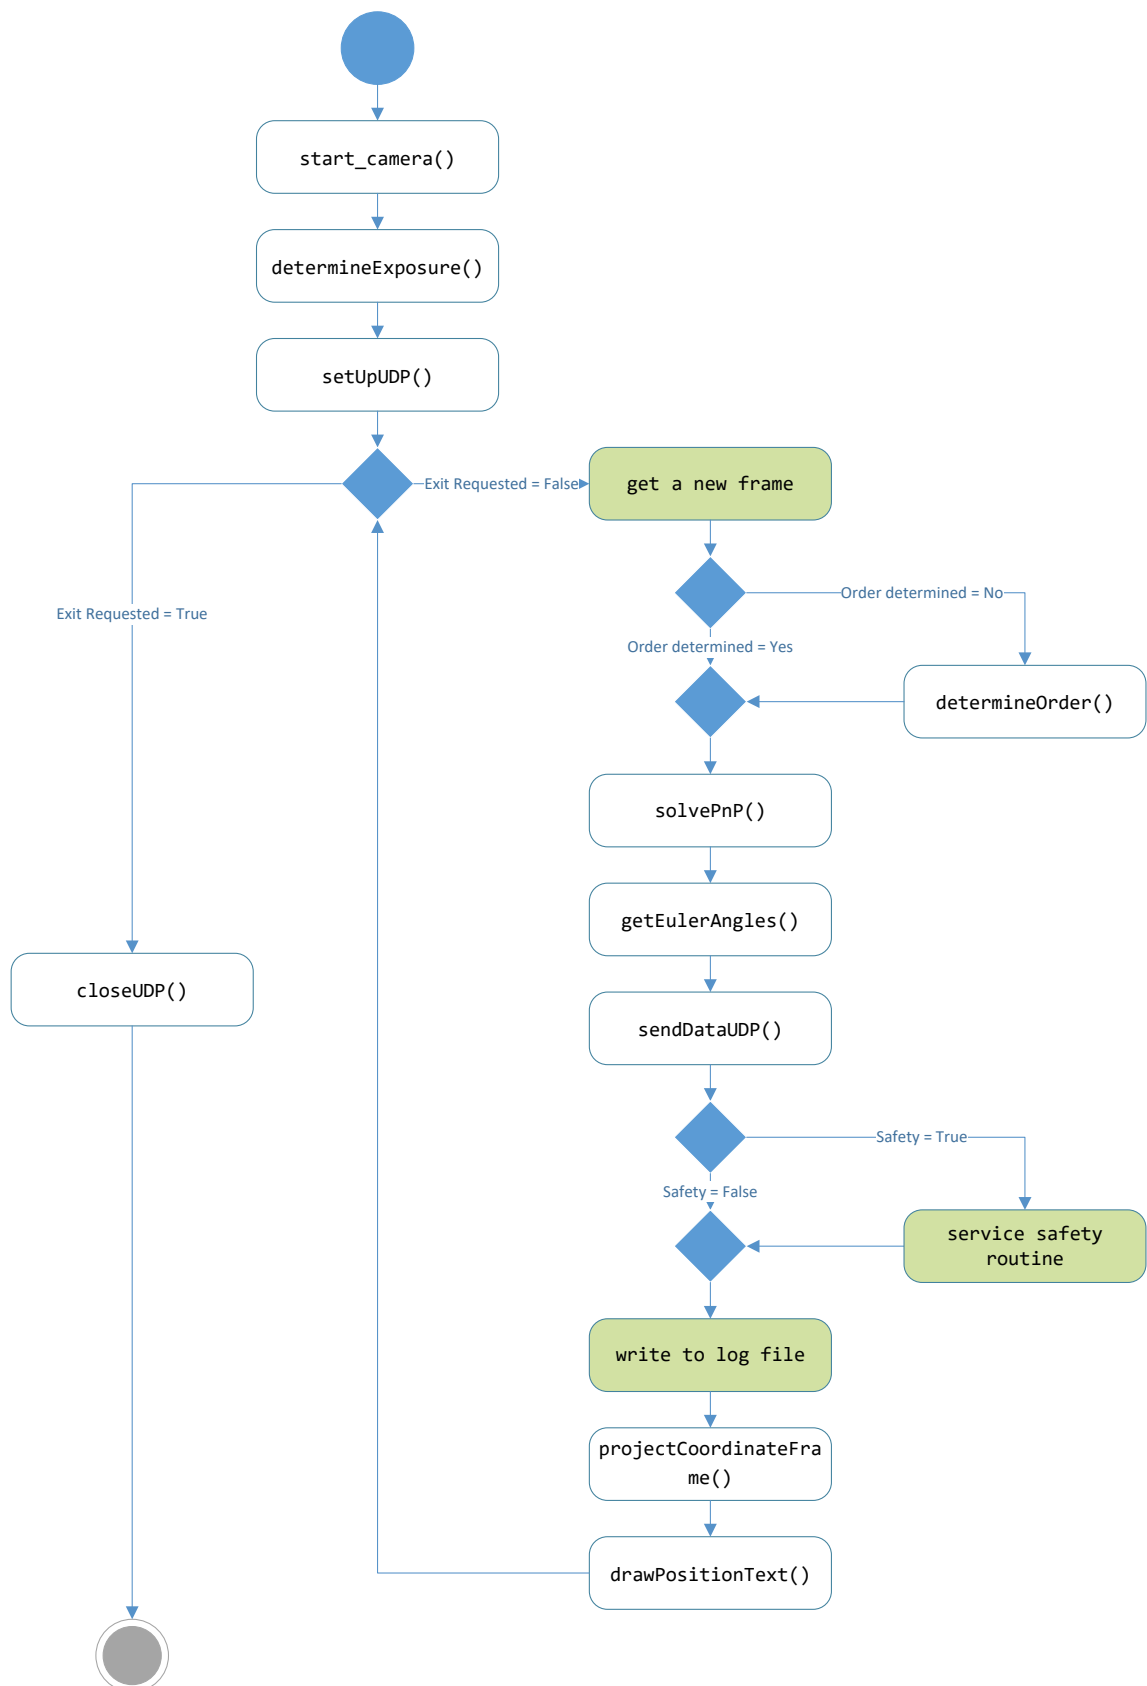 start_camera()
determineExposure()
setUpUDP()
Exit Requested = False
get a new frame
Order determined = No
Exit Requested = True
Order determined = Yes
determineOrder()
solvePnP()
getEulerAngles()
closeUDP()
sendDataUDP()
Safety = True
Safety = False
service safety
routine
write to log file
projectCoordinateFra
me()
drawPositionText()